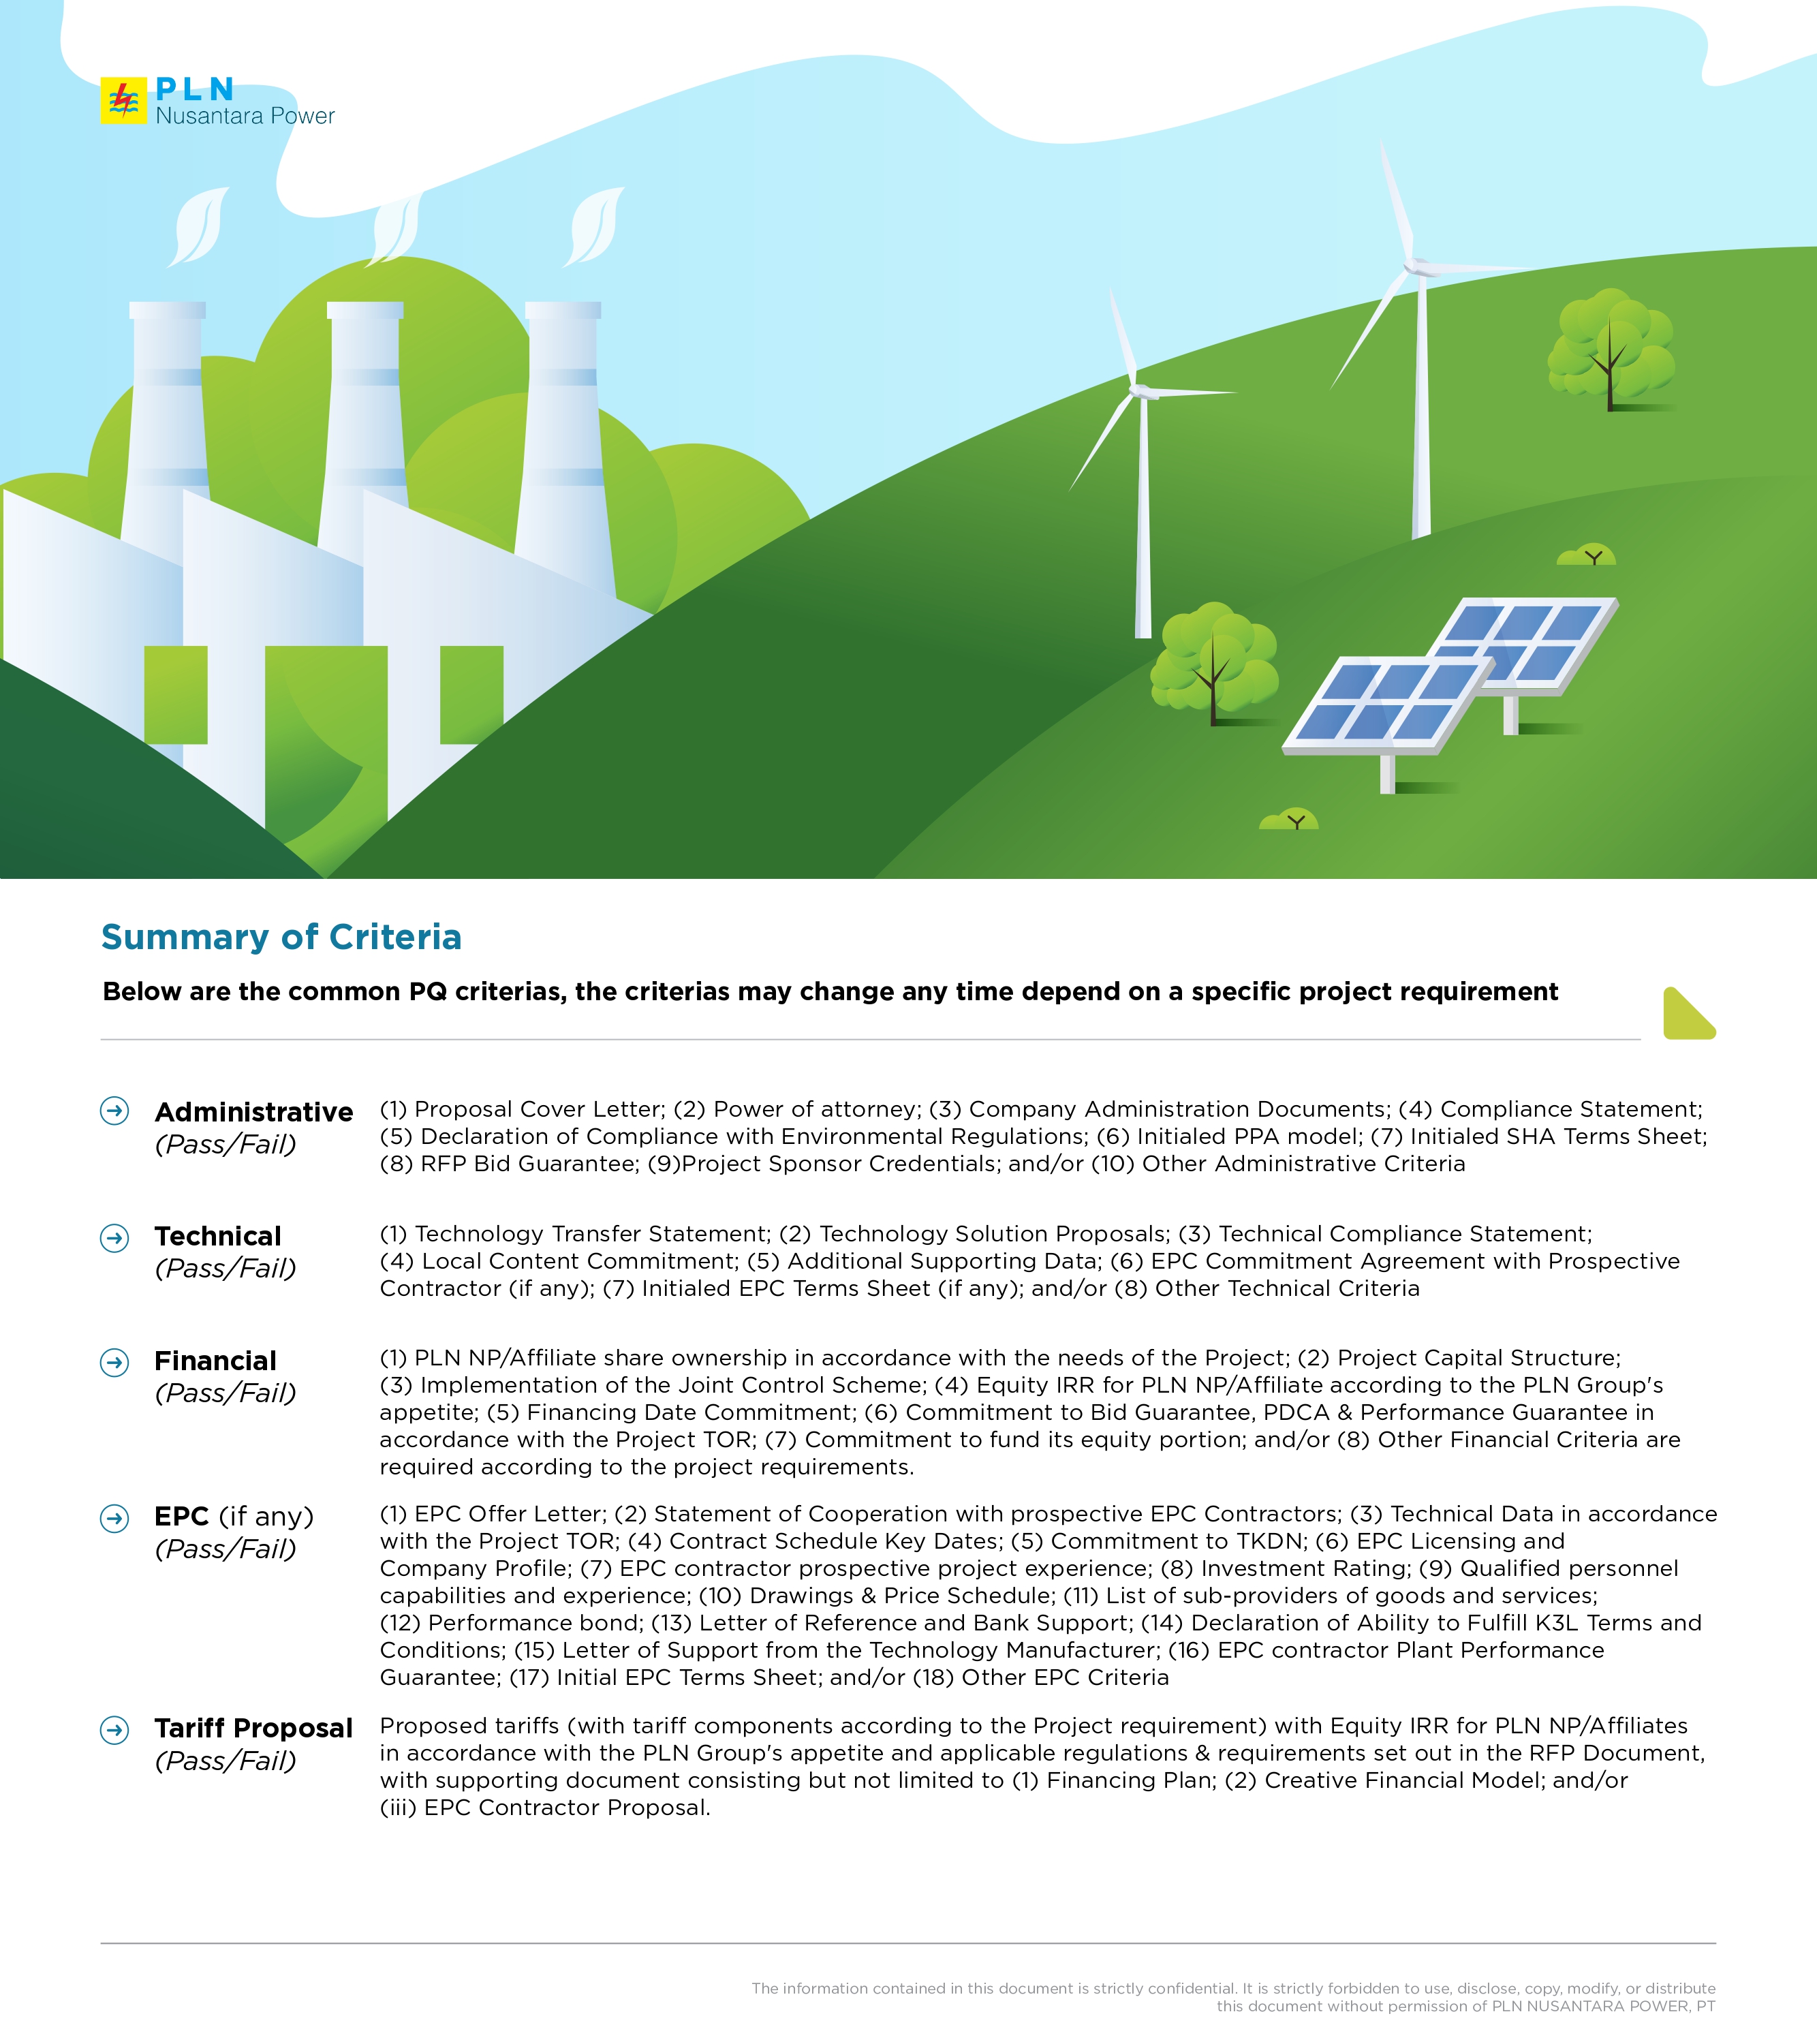 PLN
Nusantara Power
Summary of Criteria
Below are the common PQ criterias, the criterias may change any time depend on a specific project requirement
Administrative
(Pass/Fail)
(1) Proposal Cover Letter; (2) Power of attorney; (3) Company Administration Documents; (4) Compliance Statement;
(5) Declaration of Compliance with Environmental Regulations; (6) Initialed PPA model; (7) Initialed SHA Terms Sheet;
(8) RFP Bid Guarantee; (9)Project Sponsor Credentials; and/or (10) Other Administrative Criteria
Technical
(Pass/Fail)
(1) Technology Transfer Statement; (2) Technology Solution Proposals; (3) Technical Compliance Statement;
(4) Local Content Commitment; (5) Additional Supporting Data; (6) EPC Commitment Agreement with Prospective
Contractor (if any); (7) Initialed EPC Terms Sheet (if any); and/or (8) Other Technical Criteria
Financial
(Pass/Fail)
(1) PLN NP/Affiliate share ownership in accordance with the needs of the Project; (2) Project Capital Structure;
(3) Implementation of the Joint Control Scheme; (4) Equity IRR for PLN NP/Affiliate according to the PLN Group's
appetite; (5) Financing Date Commitment; (6) Commitment to Bid Guarantee, PDCA & Performance Guarantee in
accordance with the Project TOR; (7) Commitment to fund its equity portion; and/or (8) Other Financial Criteria are
required according to the project requirements.
EPC (if any)
(Pass/Fail)
(1) EPC Offer Letter; (2) Statement of Cooperation with prospective EPC Contractors; (3) Technical Data in accordance
with the Project TOR; (4) Contract Schedule Key Dates; (5) Commitment to TKDN; (6) EPC Licensing and
Company Profile; (7) EPC contractor prospective project experience; (8) Investment Rating; (9) Qualified personnel
capabilities and experience; (10) Drawings & Price Schedule; (11) List of sub-providers of goods and services;
(12) Performance bond; (13) Letter of Reference and Bank Support; (14) Declaration of Ability to Fulfill K3L Terms and
Conditions; (15) Letter of Support from the Technology Manufacturer; (16) EPC contractor Plant Performance
Guarantee; (17) Initial EPC Terms Sheet; and/or (18) Other EPC Criteria
Tariff Proposal
(Pass/Fail)
Proposed tariffs (with tariff components according to the Project requirement) with Equity IRR for PLN NP/Affiliates
in accordance with the PLN Group's appetite and applicable regulations & requirements set out in the RFP Document,
with supporting document consisting but not limited to (1) Financing Plan; (2) Creative Financial Model; and/or
(iii) EPC Contractor Proposal.
The information contained in this document is strictly confidential. It is strictly forbidden to use, disclose, copy, modify, or distribute
this document without permission of PLN NUSANTARA POWER, PT